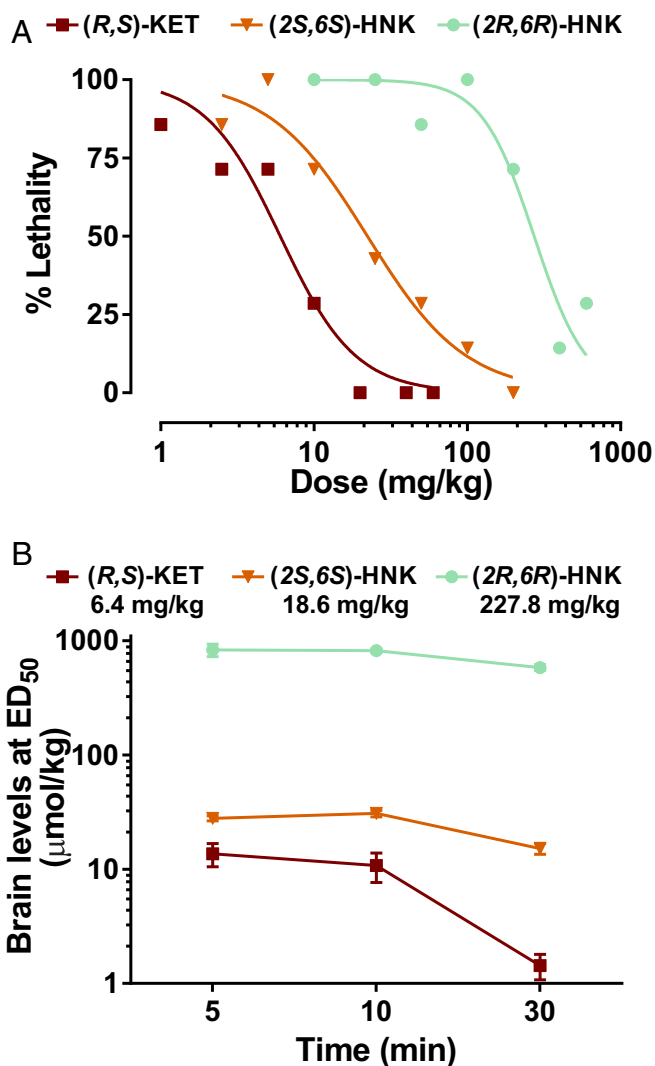 A
(R,S)-KET (2S,6S)-HNK (2R,6R)-HNK
% Lethality
100
75
50
25
0
1 10 100 1000
Dose (mg/kg)
B
(R,S)-KET (2S,6S)-HNK (2R,6R)-HNK
6.4 mg/kg 18.6 mg/kg 227.8 mg/kg
Brain levels at ED50
(μmol/kg)
1000
100
10
1
5 10 30
Time (min)